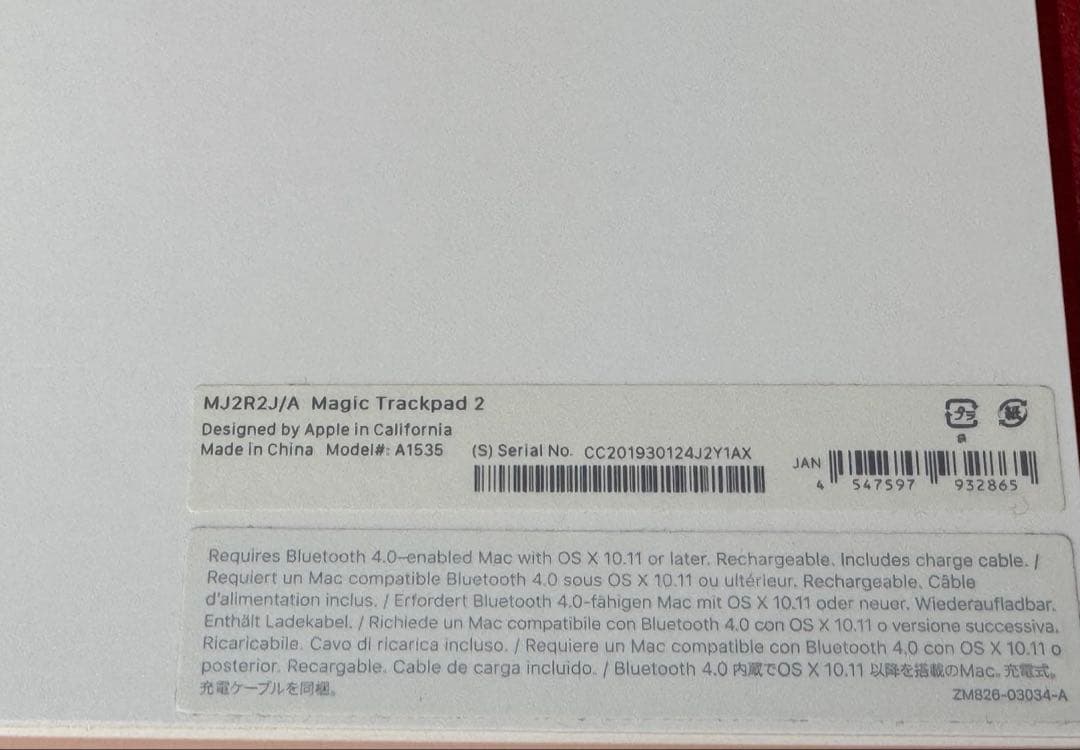 MJ2R2J/A Magic Trackpad 2
Designed by Apple in California
Made in China Model#: A1535 (S) Serial No. CC201930124J2Y1AX
プラ
紙
JAN
4 547597 932865
Requires Bluetooth 4.0–enabled Mac with OS X 10.11 or later. Rechargeable. Includes charge cable. /
Requiert un Mac compatible Bluetooth 4.0 sous OS X 10.11 ou ultérieur. Rechargeable. Câble
d'alimentation inclus. / Erfordert Bluetooth 4.0-fähigen Mac mit OS X 10.11 oder neuer. Wiederaufladbar.
Enthält Ladekabel. / Richiede un Mac compatibile con Bluetooth 4.0 con OS X 10.11 o versione successiva.
Ricaricabile. Cavo di ricarica incluso. / Requiere un Mac compatible con Bluetooth 4.0 con OS X 10.11 o
posterior. Recargable. Cable de carga incluido. / Bluetooth 4.0 内蔵でOS X 10.11 以降を搭載のMac。充電式。
充電ケーブルを同梱。
ZM826-03034-A